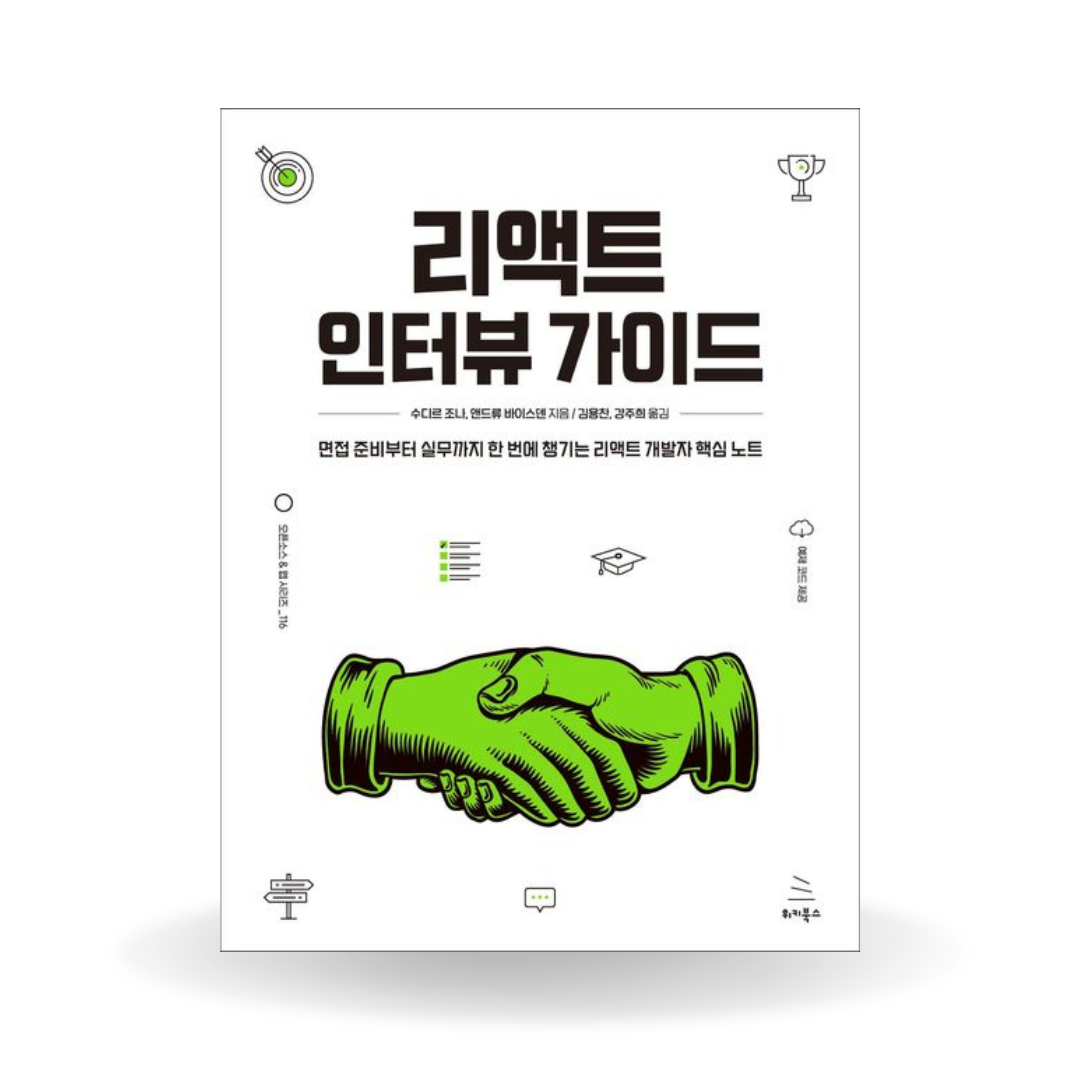 리액트
인터뷰 가이드
수디르 조나, 앤드류 바이스덴 지음 / 김용찬, 강주희 옮김
면접 준비부터 실무까지 한 번에 챙기는 리액트 개발자 핵심 노트
오픈소스 & 웹 시리즈 _ 116
예제 코드 제공
위키북스